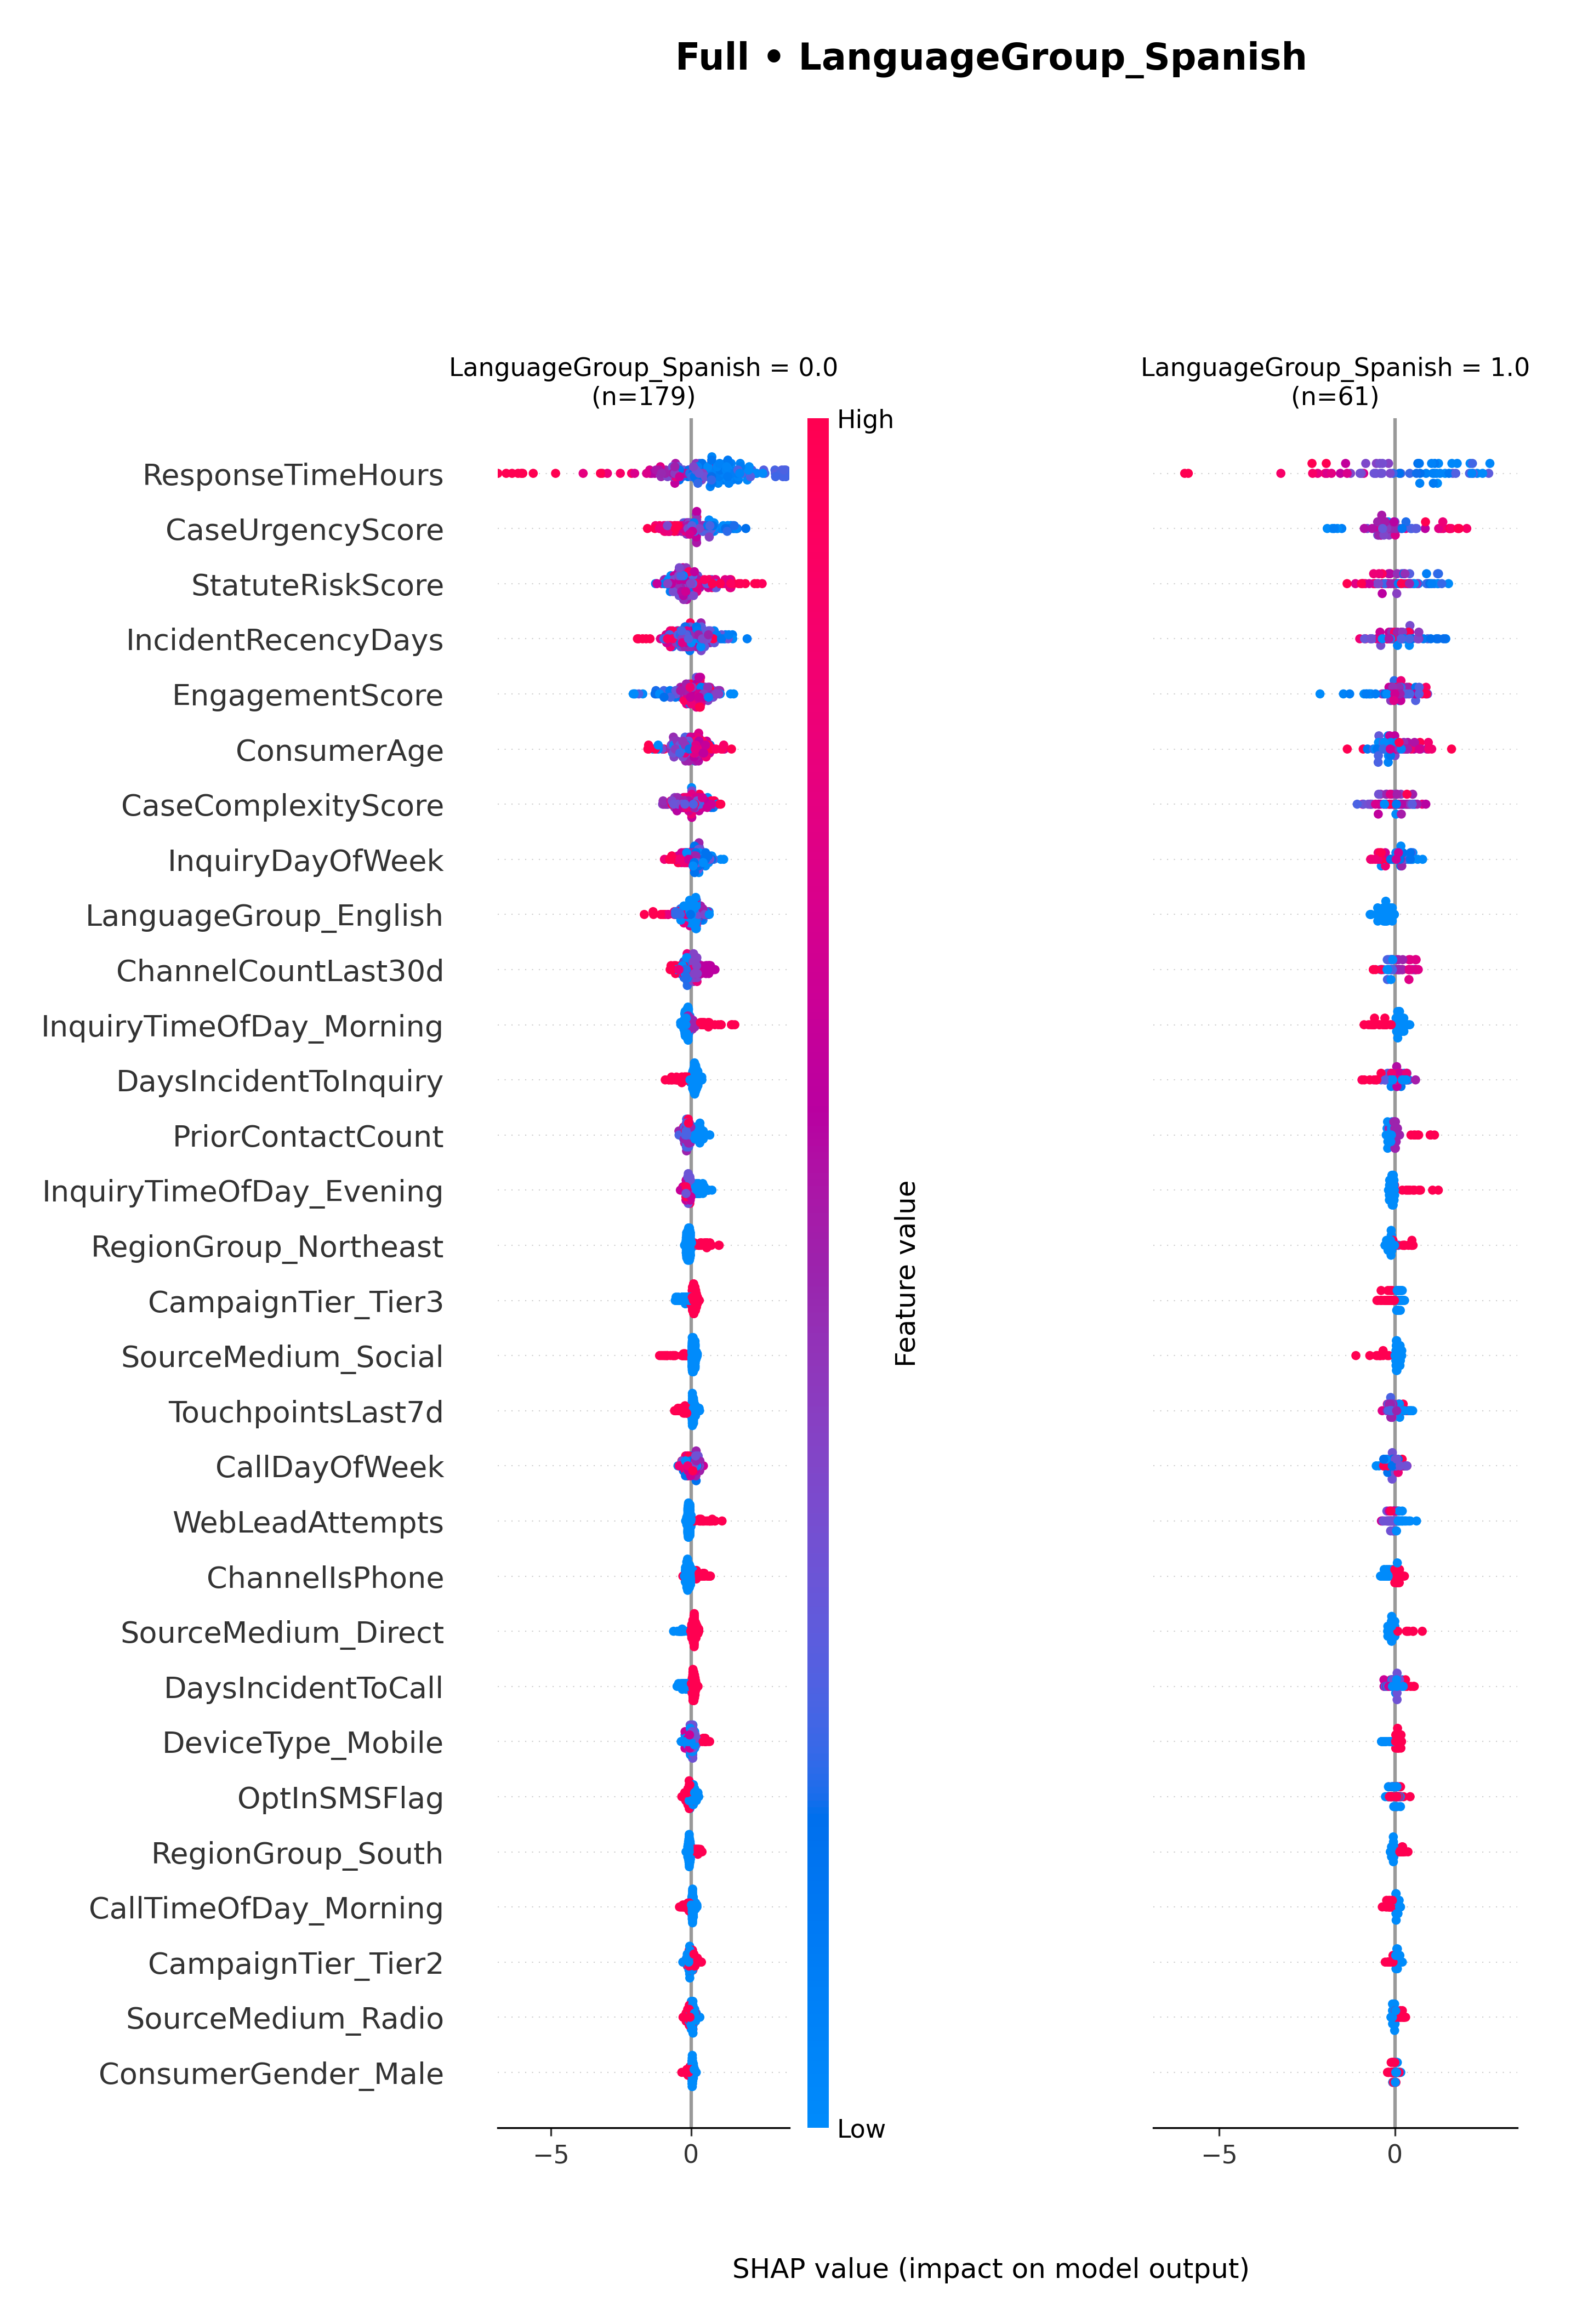 Full • LanguageGroup_Spanish
LanguageGroup_Spanish = 0.0
(n=179)
LanguageGroup_Spanish = 1.0
(n=61)
High
ResponseTimeHours
CaseUrgencyScore
StatuteRiskScore
IncidentRecencyDays
EngagementScore
ConsumerAge
CaseComplexityScore
InquiryDayOfWeek
LanguageGroup_English
ChannelCountLast30d
InquiryTimeOfDay_Morning
DaysIncidentToInquiry
PriorContactCount
InquiryTimeOfDay_Evening
RegionGroup_Northeast
CampaignTier_Tier3
SourceMedium_Social
TouchpointsLast7d
CallDayOfWeek
WebLeadAttempts
ChannelIsPhone
SourceMedium_Direct
DaysIncidentToCall
DeviceType_Mobile
OptInSMSFlag
RegionGroup_South
CallTimeOfDay_Morning
CampaignTier_Tier2
SourceMedium_Radio
ConsumerGender_Male
Feature value
Low
−5 0
−5 0
SHAP value (impact on model output)